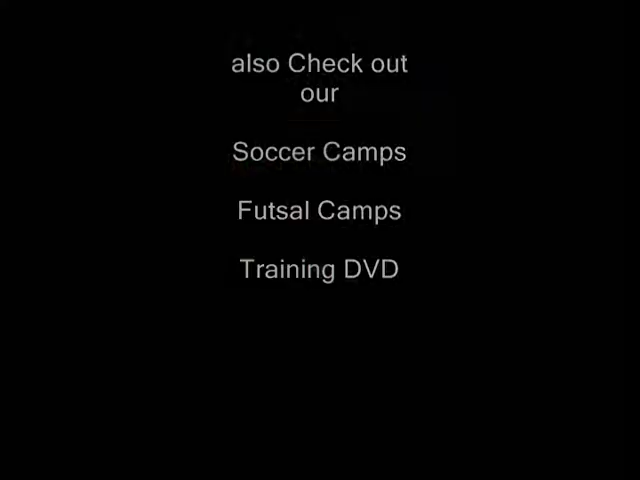 also Check out
our
Soccer Camps
Futsal Camps
Training DVD